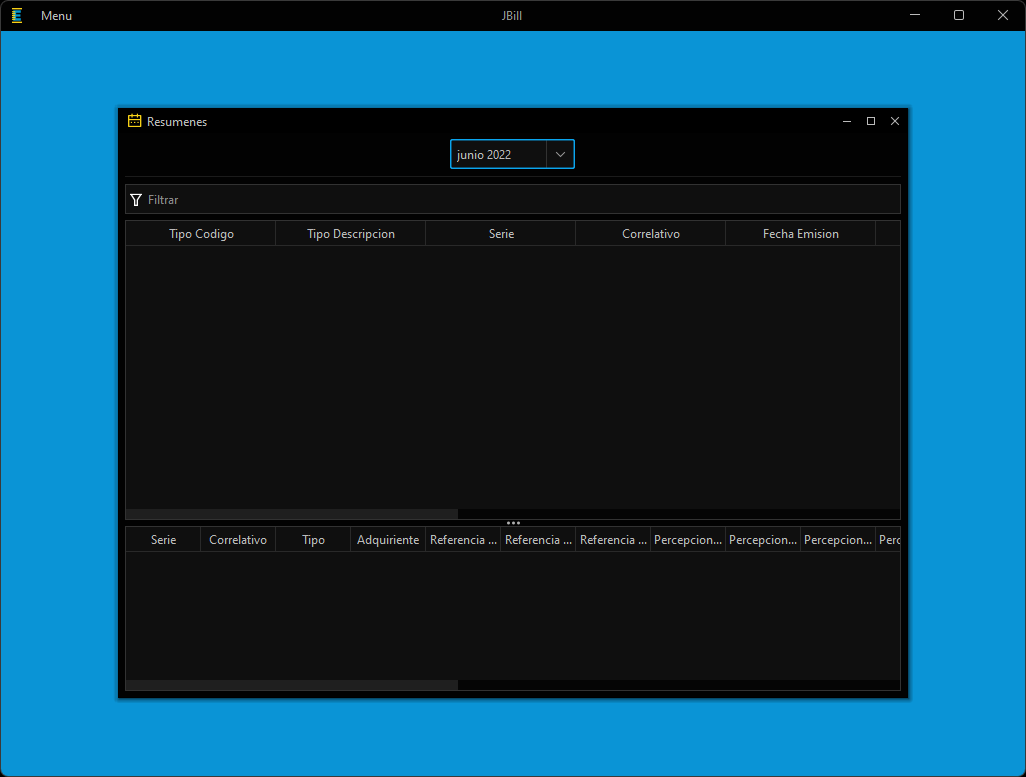 Menu JBill
Resumenes
junio 2022
Filtrar
Tipo Codigo Tipo Descripcion Serie Correlativo Fecha Emision
Serie Correlativo Tipo Adquiriente Referencia ... Referencia ... Referencia ... Percepcion... Percepcion... Percepcion... Perc